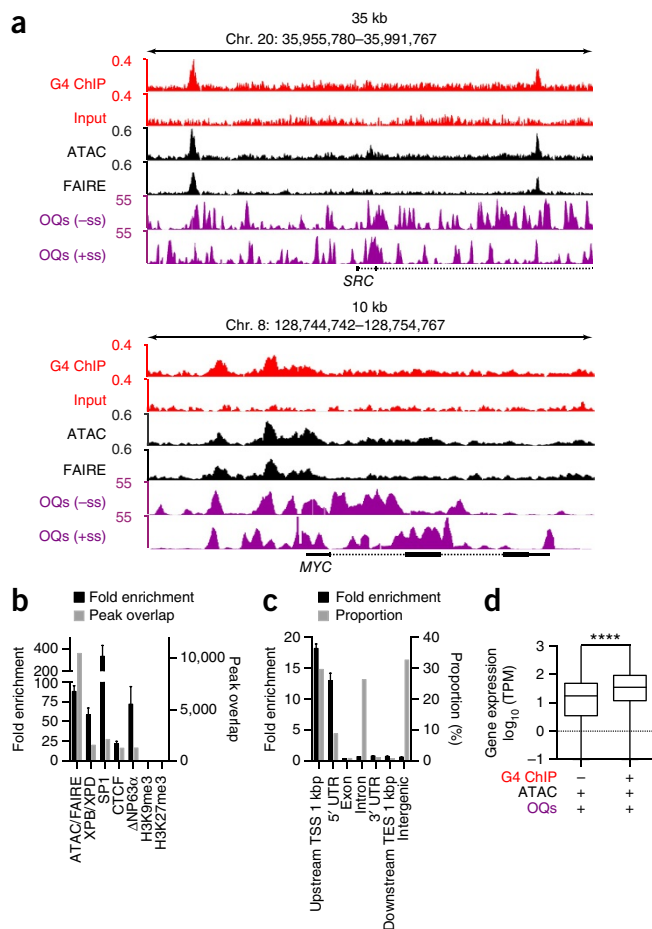 a
35 kb
Chr. 20: 35,955,780–35,991,767
0.4
G4 ChIP
0.4
Input
0.6
ATAC
0.6
FAIRE
55
OQs (–ss)
55
OQs (+ss)
SRC
10 kb
Chr. 8: 128,744,742–128,754,767
0.4
G4 ChIP
0.4
Input
0.6
ATAC
0.6
FAIRE
55
OQs (–ss)
55
OQs (+ss)
MYC
b
Fold enrichment
Peak overlap
Fold enrichment
400
200
100
75
50
25
0
10,000
5,000
0
Peak overlap
ATAC/FAIRE
XPB/XPD
SP1
CTCF
ΔNP63α
H3K9me3
H3K27me3
c
Fold enrichment
Proportion
Fold enrichment
20
15
10
5
0
40
30
20
10
0
Proportion (%)
Upstream TSS 1 kbp
5′ UTR
Exon
Intron
3′ UTR
Downstream TES 1 kbp
Intergenic
d
****
Gene expression
log10 (TPM)
3
2
1
0
–1
G4 ChIP – +
ATAC + +
OQs + +